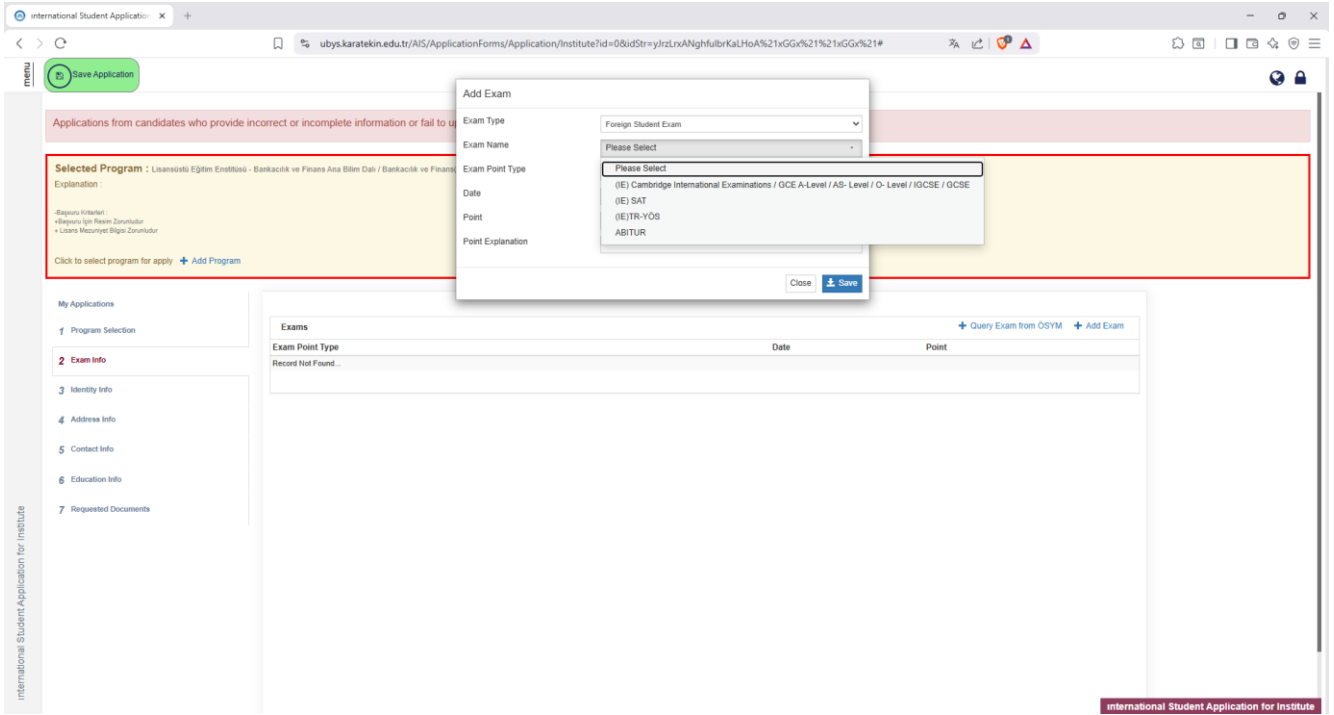 ınternational Student Application
ubys.karatekin.edu.tr/AIS/ApplicationForms/Application/Institute?id=0&idStr=yJrzLrxANghfulbrKaLHoA%21xGGx%21%21xGGx%21#
menu
Save Application
Applications from candidates who provide incorrect or incomplete information or fail to u
Selected Program : Lisansüstü Eğitim Enstitüsü - Bankacılık ve Finans Ana Bilim Dalı / Bankacılık ve Finans(
Explanation :
-Başvuru Kriterleri :
+Başvuru İçin Resim Zorunludur
+ Lisans Mezuniyet Bilgisi Zorunludur
Click to select program for apply + Add Program
Add Exam
Exam Type
Foreign Student Exam
Exam Name
Please Select
Exam Point Type
Date
Point
Point Explanation
Please Select
(IE) Cambridge International Examinations / GCE A-Level / AS- Level / O- Level / IGCSE / GCSE
(IE) SAT
(IE)TR-YÖS
ABITUR
Close
Save
My Applications
1 Program Selection
2 Exam Info
3 Identity Info
4 Address Info
5 Contact Info
6 Education Info
7 Requested Documents
Exams
+ Query Exam from ÖSYM + Add Exam
Exam Point Type Date Point
Record Not Found...
ınternational Student Application for Institute
ınternational Student Application for Institute